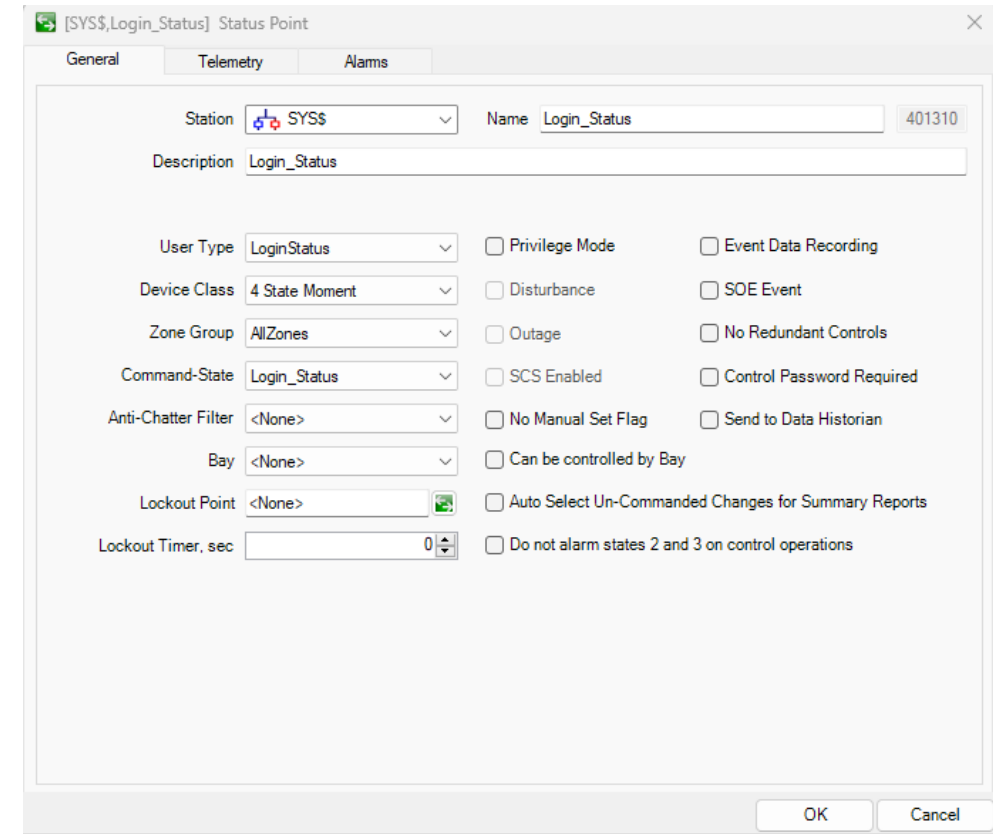 [SYS$,Login_Status] Status Point
General Telemetry Alarms
Station SYS$ Name Login_Status 401310
Description Login_Status
User Type LoginStatus Privilege Mode Event Data Recording
Device Class 4 State Moment Disturbance SOE Event
Zone Group AllZones Outage No Redundant Controls
Command-State Login_Status SCS Enabled Control Password Required
Anti-Chatter Filter <None> No Manual Set Flag Send to Data Historian
Bay <None> Can be controlled by Bay
Lockout Point <None> Auto Select Un-Commanded Changes for Summary Reports
Lockout Timer, sec 0 Do not alarm states 2 and 3 on control operations
OK Cancel